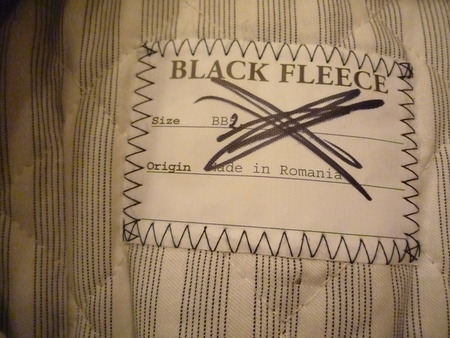 BLACK FLEECE
Size BB2
Origin Made in Romania